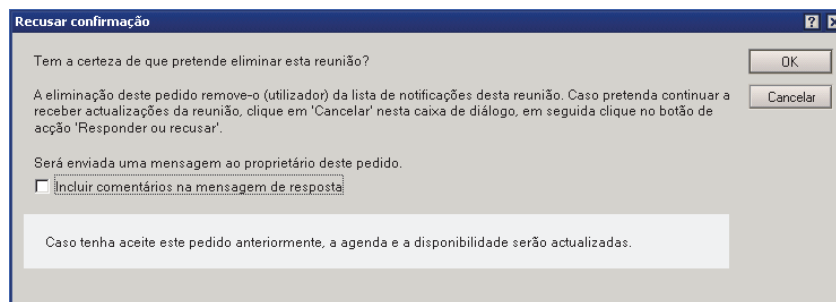 Recusar confirmação
Tem a certeza de que pretende eliminar esta reunião?
OK
A eliminação deste pedido remove-o (utilizador) da lista de notificações desta reunião. Caso pretenda continuar a
Cancelar
receber actualizações da reunião, clique em 'Cancelar' nesta caixa de diálogo, em seguida clique no botão de
acção 'Responder ou recusar'.
Será enviada uma mensagem ao proprietário deste pedido.
Incluir comentários na mensagem de resposta
Caso tenha aceite este pedido anteriormente, a agenda e a disponibilidade serão actualizadas.